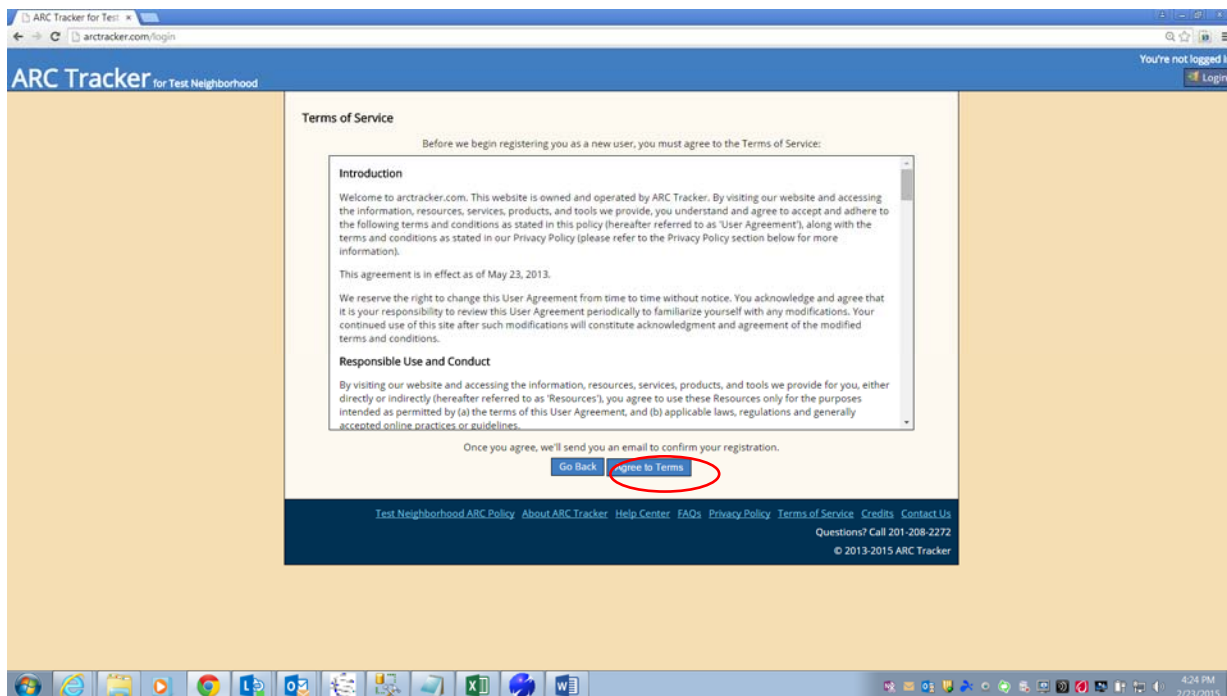 ARC Tracker for Test
arctracker.com/login
You're not logged
ARC Tracker for Test Neighborhood
Login
Terms of Service
Before we begin registering you as a new user, you must agree to the Terms of Service:
Introduction
Welcome to arctracker.com. This website is owned and operated by ARC Tracker. By visiting our website and accessing
the information, resources, services, products, and tools we provide, you understand and agree to accept and adhere to
the following terms and conditions as stated in this policy (hereafter referred to as 'User Agreement'), along with the
terms and conditions as stated in our Privacy Policy (please refer to the Privacy Policy section below for more
information).
This agreement is in effect as of May 23, 2013.
We reserve the right to change this User Agreement from time to time without notice. You acknowledge and agree that
it is your responsibility to review this User Agreement periodically to familiarize yourself with any modifications. Your
continued use of this site after such modifications will constitute acknowledgment and agreement of the modified
terms and conditions.
Responsible Use and Conduct
By visiting our website and accessing the information, resources, services, products, and tools we provide for you, either
directly or indirectly (hereafter referred to as 'Resources'), you agree to use these Resources only for the purposes
intended as permitted by (a) the terms of this User Agreement, and (b) applicable laws, regulations and generally
accepted online practices or guidelines.
Once you agree, we'll send you an email to confirm your registration.
Go Back Agree to Terms
Test Neighborhood ARC Policy About ARC Tracker Help Center FAQs Privacy Policy Terms of Service Credits Contact Us
Questions? Call 201-208-2272
© 2013-2015 ARC Tracker
4:24 PM